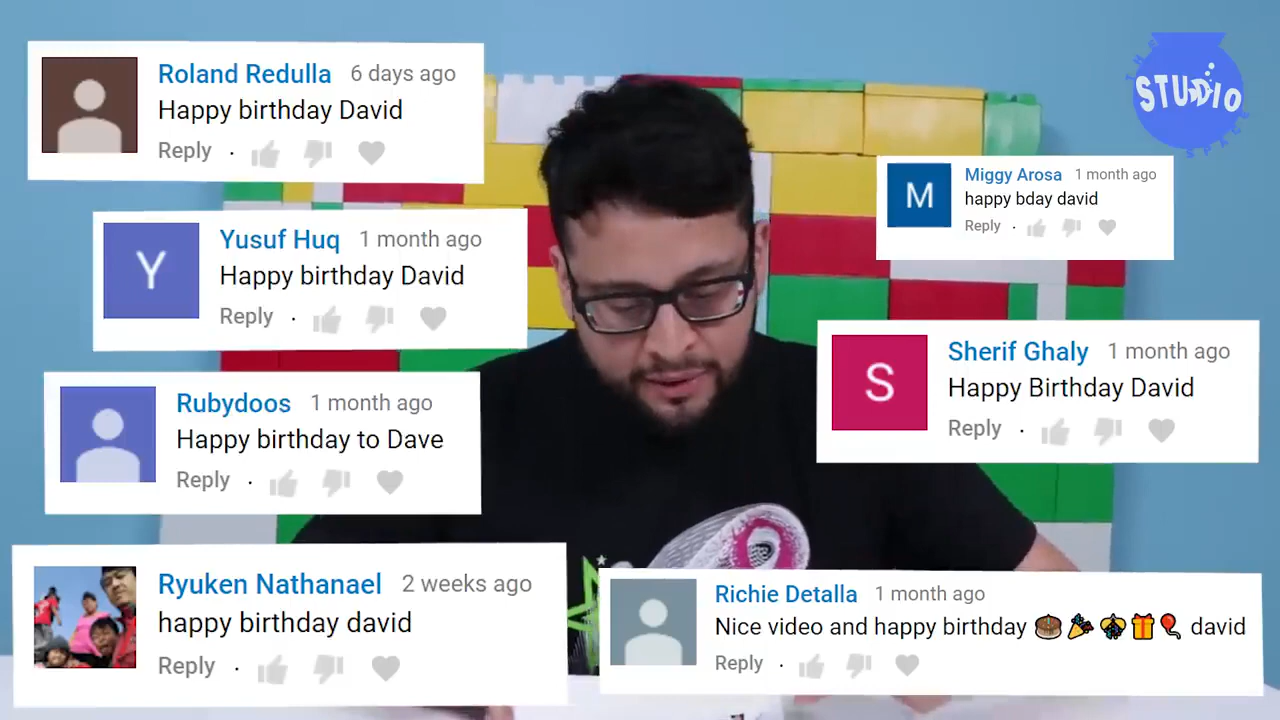 Roland Redulla 6 days ago
Happy birthday David
Reply
Yusuf Huq 1 month ago
Happy birthday David
Reply
Rubydoos 1 month ago
Happy birthday to Dave
Reply
Ryuken Nathanael 2 weeks ago
happy birthday david
Reply
STUDIO
M
Miggy Arosa 1 month ago
happy bday david
Reply
Y
S
Sherif Ghaly 1 month ago
Happy Birthday David
Reply
Richie Detalla 1 month ago
Nice video and happy birthday 🎂🎉🎊🎁🎈 david
Reply